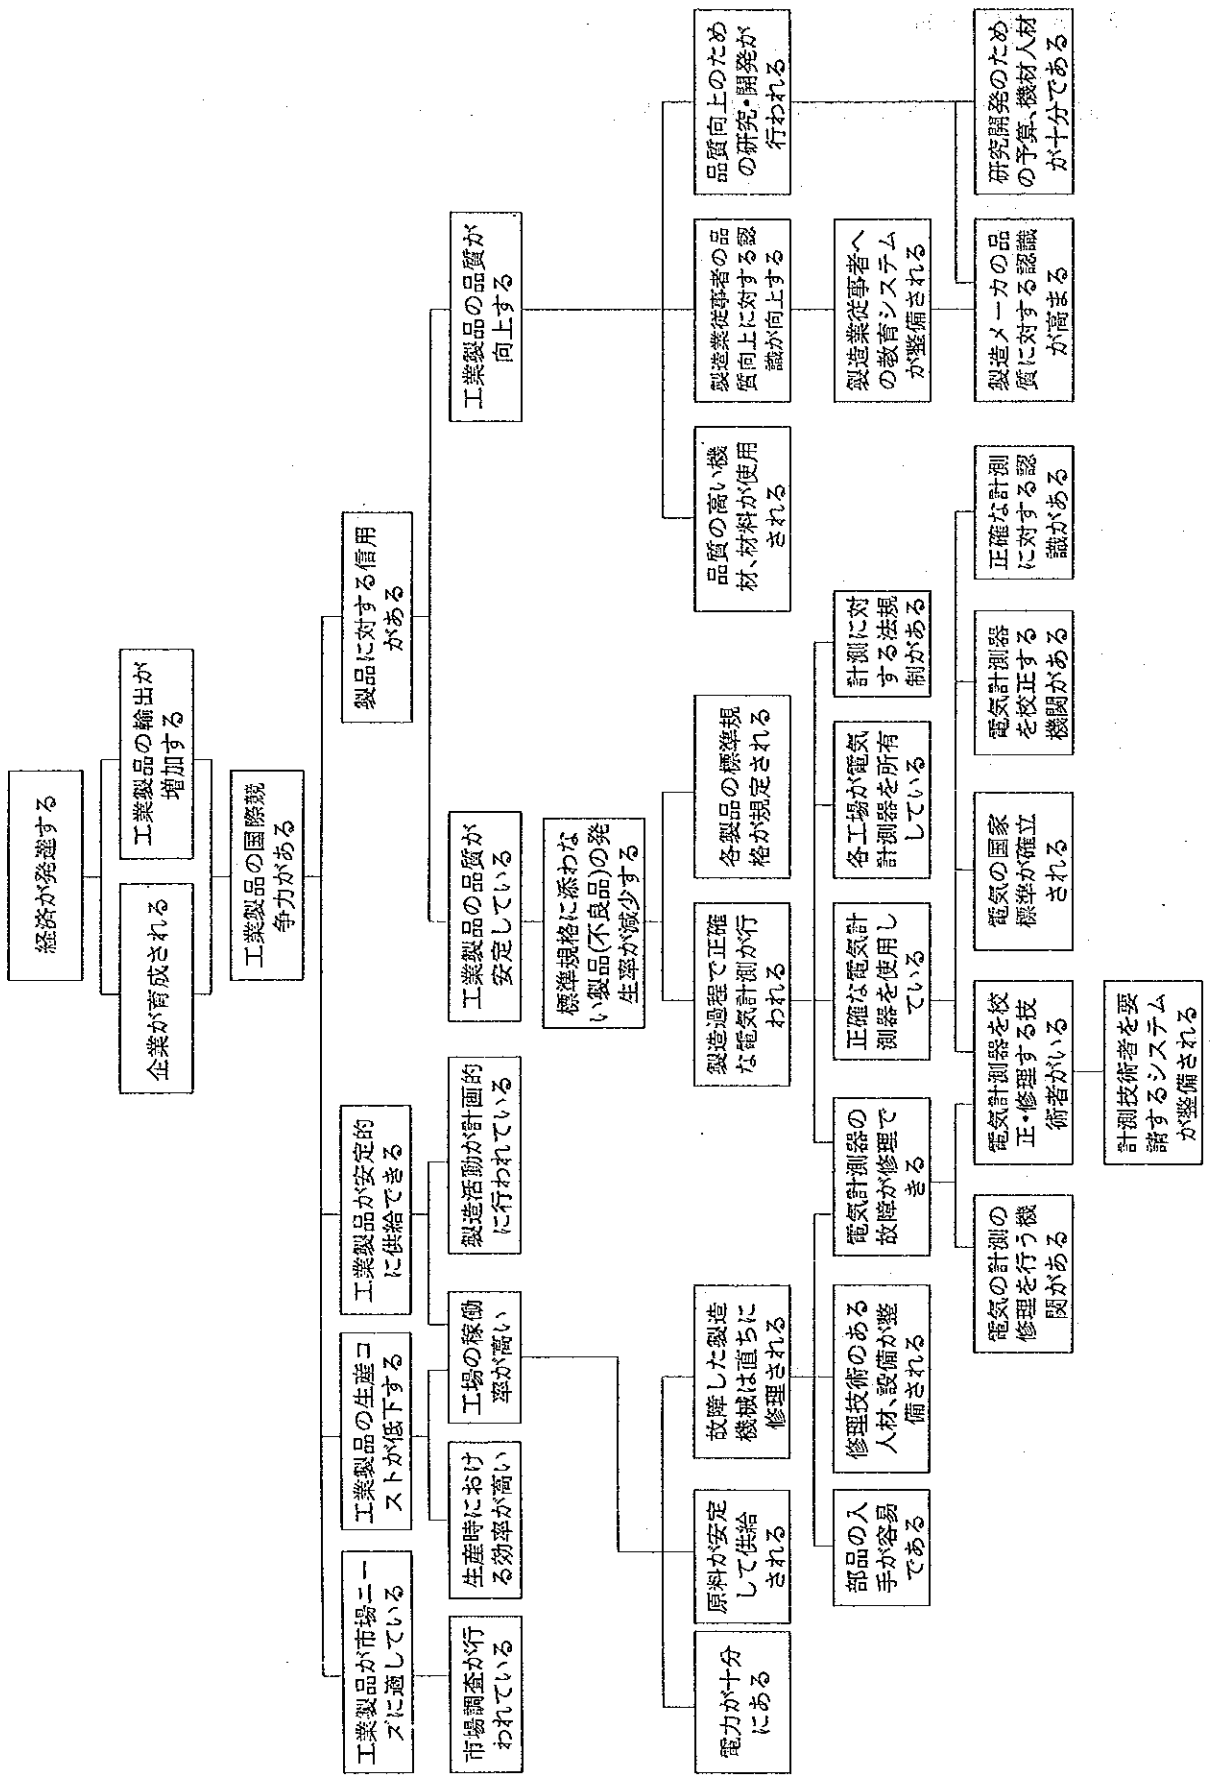 経済が発達する
企業が育成される
工業製品の輸出が
増加する
工業製品の国際競
争力がある
工業製品が市場ニー
ズに適している
工業製品の生産コ
ストが低下する
工業製品が安定的
に供給できる
製品に対する信用
がある
市場調査が行
われている
生産時におけ
る効率が高い
工場の稼働
率が高い
製造活動が計画的
に行われている
工業製品の品質が
安定している
工業製品の品質が
向上する
標準規格に添わな
い製品(不良品)の発
生率が減少する
電力が十分
にある
原料が安定
して供給
される
故障した製造
機械は直ちに
修理される
製造過程で正確
な電気計測が行
われる
各製品の標準規
格が規定される
品質の高い機
材、材料が使用
される
製造業従事者の品
質向上に対する認
識が向上する
品質向上のため
の研究・開発が
行われる
部品の入
手が容易
である
修理技術のある
人材、設備が整
備される
電気計測器の
故障が修理で
きる
正確な電気計
測器を使用し
ている
各工場が電気
計測器を所有
している
計測に対
する法規
制がある
製造業従事者へ
の教育システム
が整備される
電気の計測の
修理を行う機
関がある
電気計測器を校
正・修理する技
術者がいる
電気の国家
標準が確立
される
電気計測器
を校正する
機関がある
正確な計測
に対する認
識がある
製造メーカの品
質に対する認識
が高まる
研究開発のため
の予算、機材人材
が十分である
計測技術者を要
請するシステム
が整備される